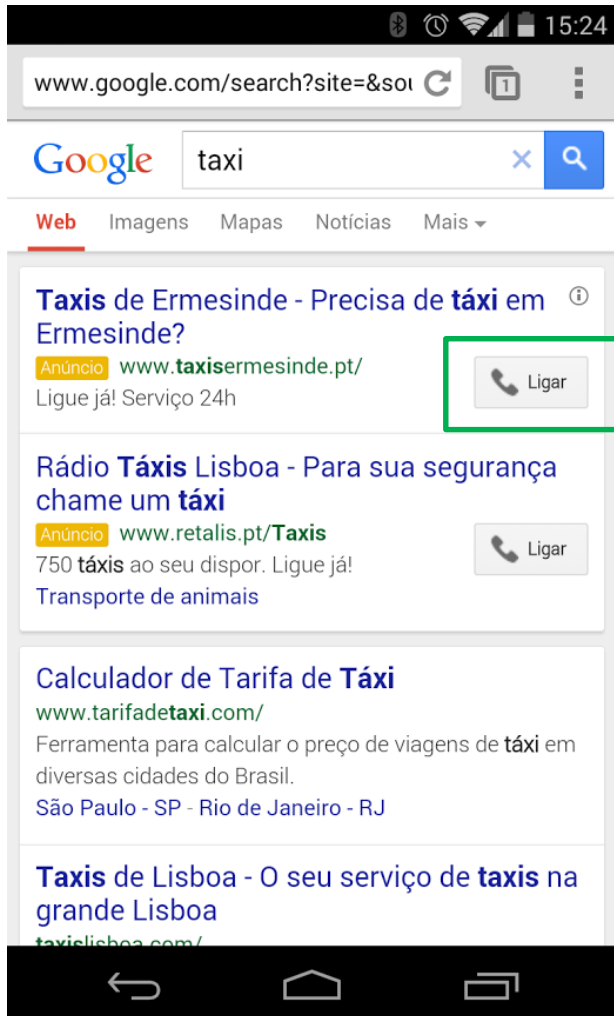 15:24
www.google.com/search?site=&sou
1
Google
taxi
Web Imagens Mapas Notícias Mais
Taxis de Ermesinde - Precisa de táxi em
Ermesinde?
Anúncio www.taxisermesinde.pt/
Ligue já! Serviço 24h
Ligar
Rádio Táxis Lisboa - Para sua segurança
chame um táxi
Anúncio www.retalis.pt/Taxis
750 táxis ao seu dispor. Ligue já!
Ligar
Transporte de animais
Calculador de Tarifa de Táxi
www.tarifadetaxi.com/
Ferramenta para calcular o preço de viagens de táxi em
diversas cidades do Brasil.
São Paulo - SP - Rio de Janeiro - RJ
Taxis de Lisboa - O seu serviço de taxis na
grande Lisboa
taxislisboa.com/